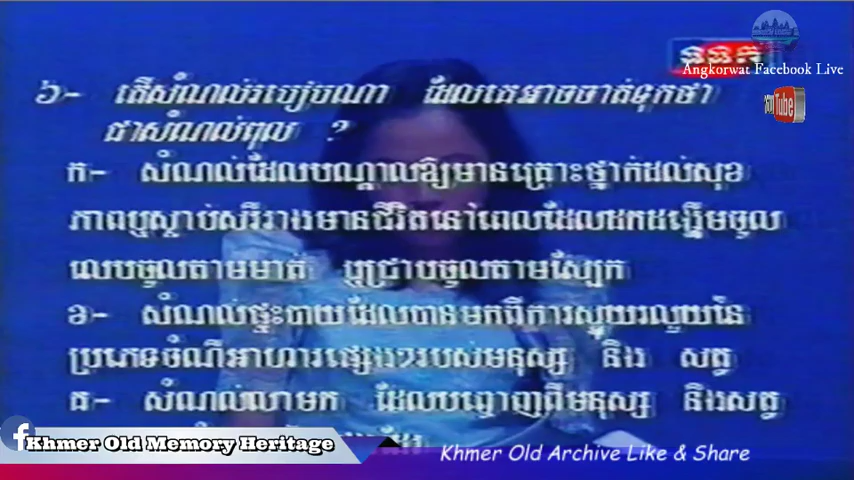 ទទក
Angkorwat Facebook Live
Tube
៦- តើសំណល់របៀបណា ដែលគេអាចចាត់ទុកថា
ជាសំណល់ពុល ?
ក- សំណល់ដែលបណ្តាលឱ្យមានគ្រោះថ្នាក់ដល់សុខ
ភាពឬស្លាប់សរីរាង្គមានជីវិតនៅពេលដែលដកដង្ហើមចូល
លេបចូលតាមមាត់ ឬជ្រាបចូលតាមស្បែក
ខ- សំណល់ផ្ទះបាយដែលបានមកពីការស្អុយរលួយនៃ
ប្រភេទចំណីអាហារផ្សេងៗរបស់មនុស្ស និង សត្វ
គ- សំណល់លាមក ដែលបញ្ចេញពីមនុស្ស និងសត្វ
Khmer Old Memory Heritage
Khmer Old Archive Like & Share